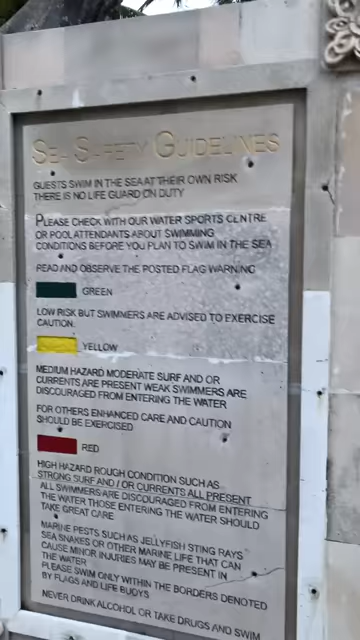 SEA SAFETY GUIDELINES
GUESTS SWIM IN THE SEA AT THEIR OWN RISK
THERE IS NO LIFE GUARD ON DUTY
PLEASE CHECK WITH OUR WATER SPORTS CENTRE
OR POOL ATTENDANTS ABOUT SWIMMING
CONDITIONS BEFORE YOU PLAN TO SWIM IN THE SEA
READ AND OBSERVE THE POSTED FLAG WARNING
GREEN
LOW RISK BUT SWIMNERS ARE ADVISED TO EXERCISE
CAUTION.
YELLOW
MEDIUM HAZARD MODERATE SURF AND OR
CURRENTS ARE PRESENT WEAK SWIMMERS ARE
DISCOURAGED FROM ENTERING THE WATER
FOR OTHERS ENHANCED CARE AND CAUTION
SHOULD BE EXERCISED
RED
HIGH HAZARD ROUGH CONDITION SUCH AS
STRONG SURF AND / OR CURRENTS ALL PRESENT
ALL SWIMMERS ARE DISCOURAGED FROM ENTERING
THE WATER THOSE ENTERING THE WATER SHOULD
TAKE GREAT CARE
MARINE PESTS SUCH AS JELLYFISH STING RAYS
SEA SNAKES OR OTHER MARINE LIFE THAT CAN
CAUSE MINOR INJURIES MAY BE PRESENT IN
THE WATER
PLEASE SWIM ONLY WITHIN THE BORDERS DENOTED
BY FLAGS AND LIFE BUDYS
NEVER DRINK ALCOHOL OR TAKE DRUGS AND SWIM